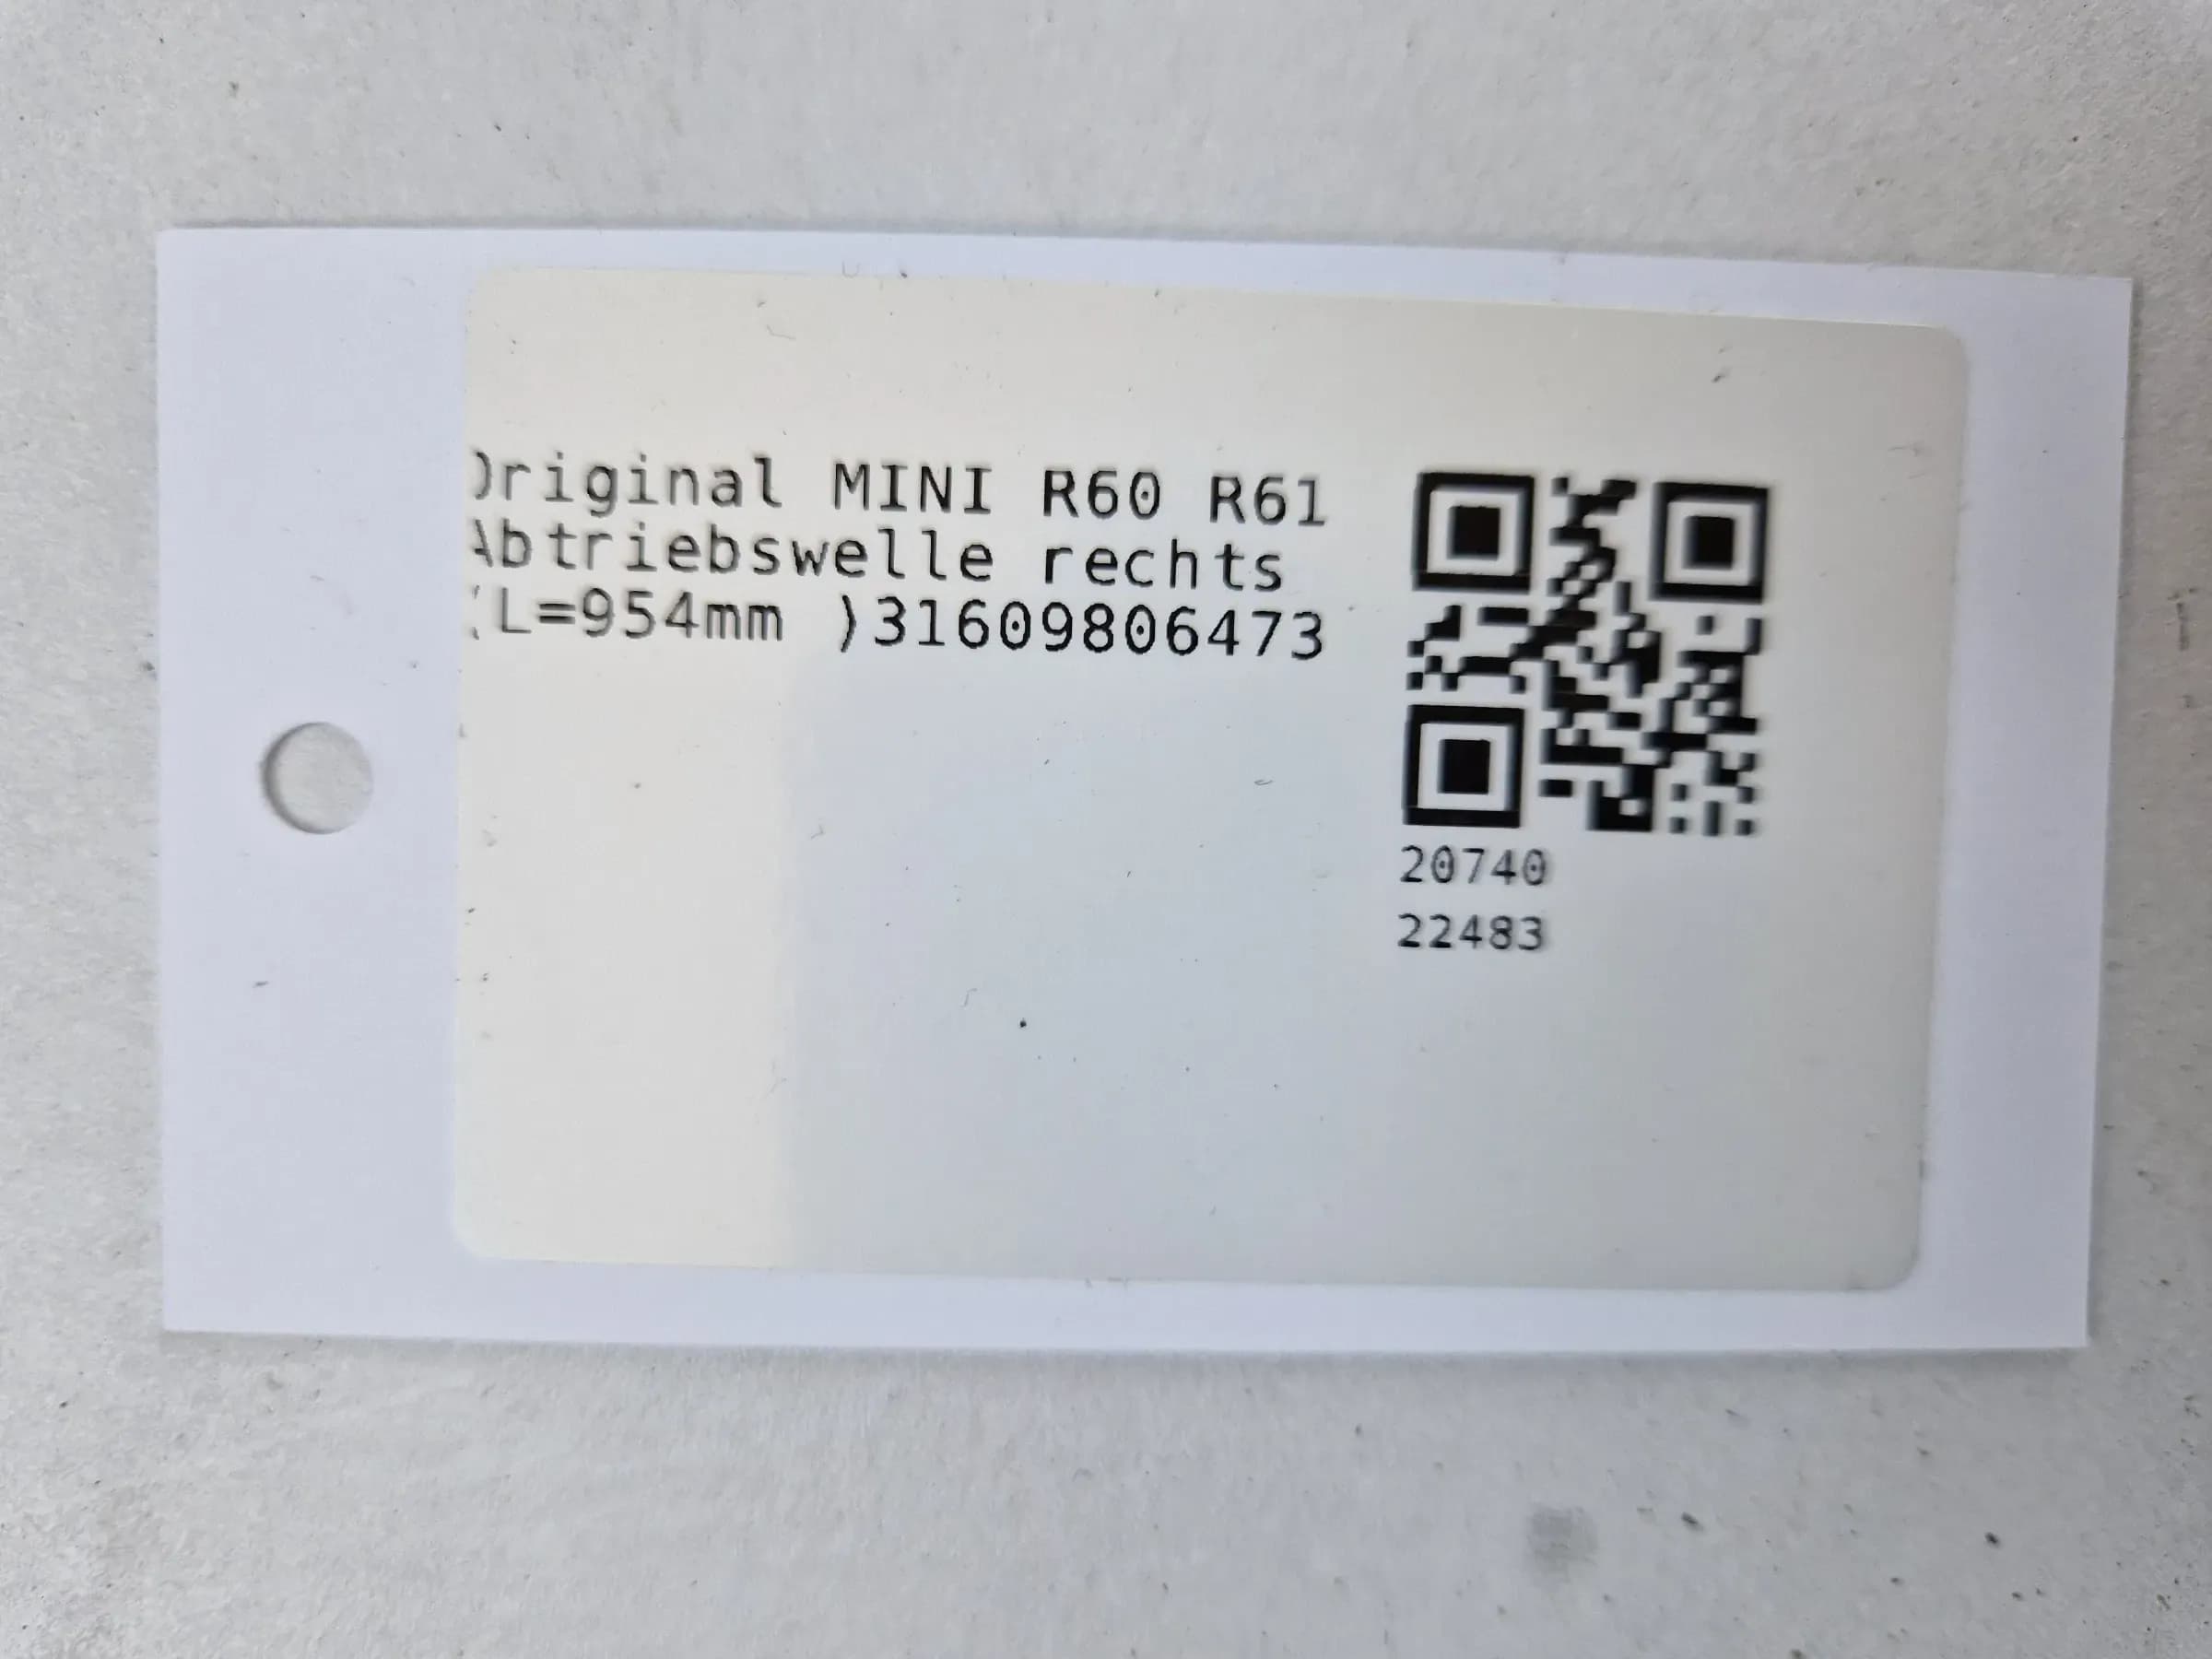 Original MINI R60 R61
Abtriebswelle rechts
(L=954mm )31609806473
20740
22483